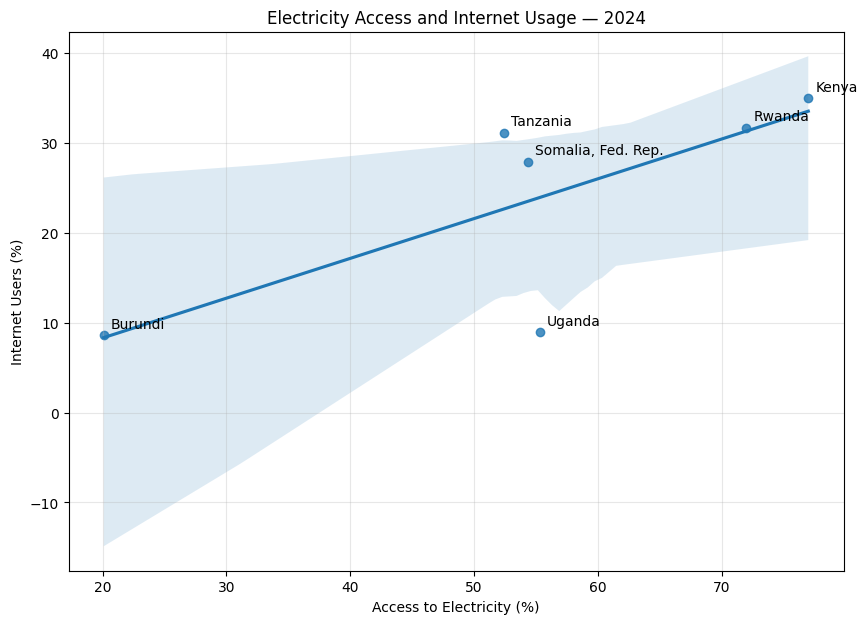 Electricity Access and Internet Usage — 2024
40
30
20
10
0
−10
Internet Users (%)
Kenya
Rwanda
Tanzania
Somalia, Fed. Rep.
Burundi
Uganda
20 30 40 50 60 70
Access to Electricity (%)